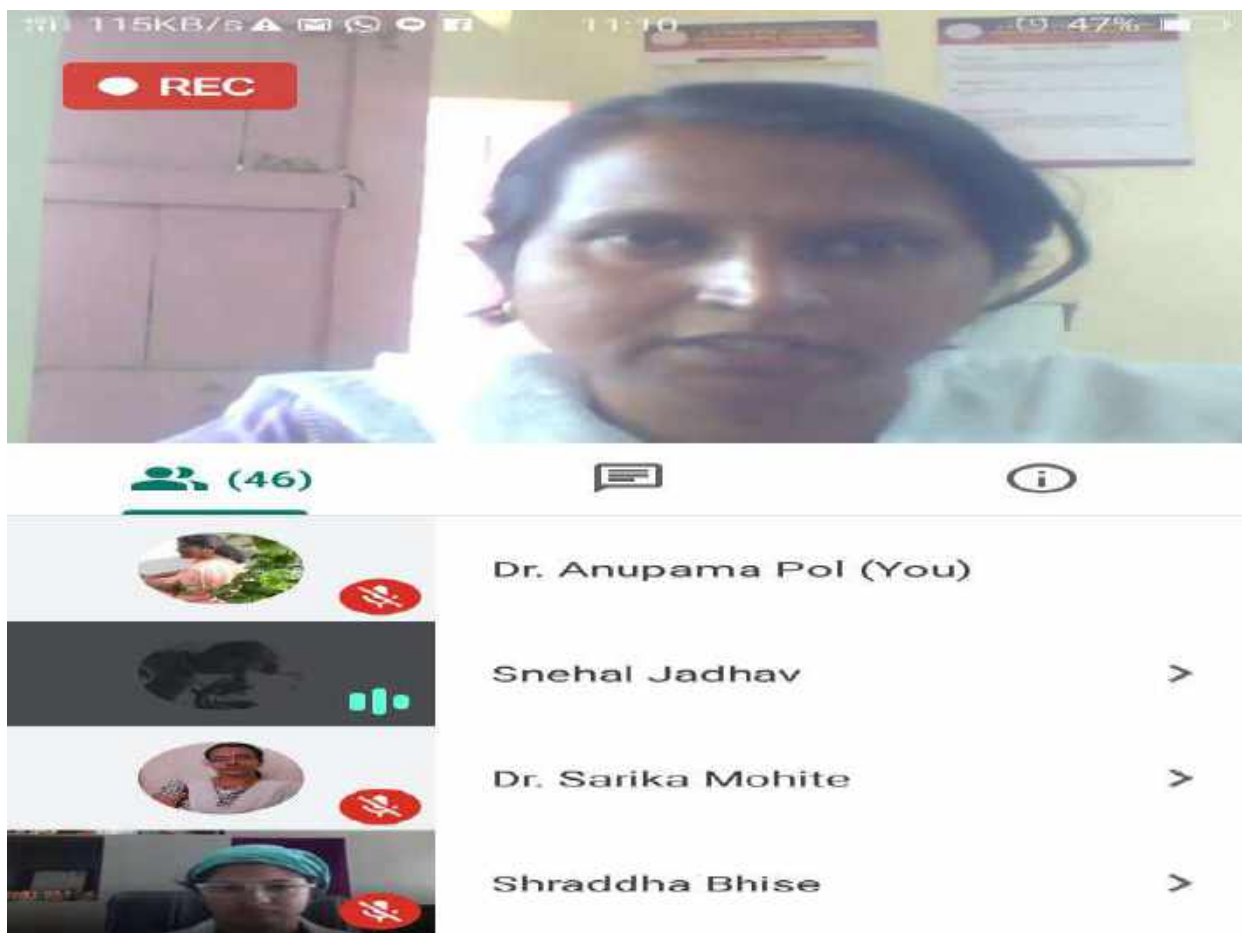 115KB/s 11:10 47%
REC
(46)
Dr. Anupama Pol (You)
Snehal Jadhav
Dr. Sarika Mohite
Shraddha Bhise